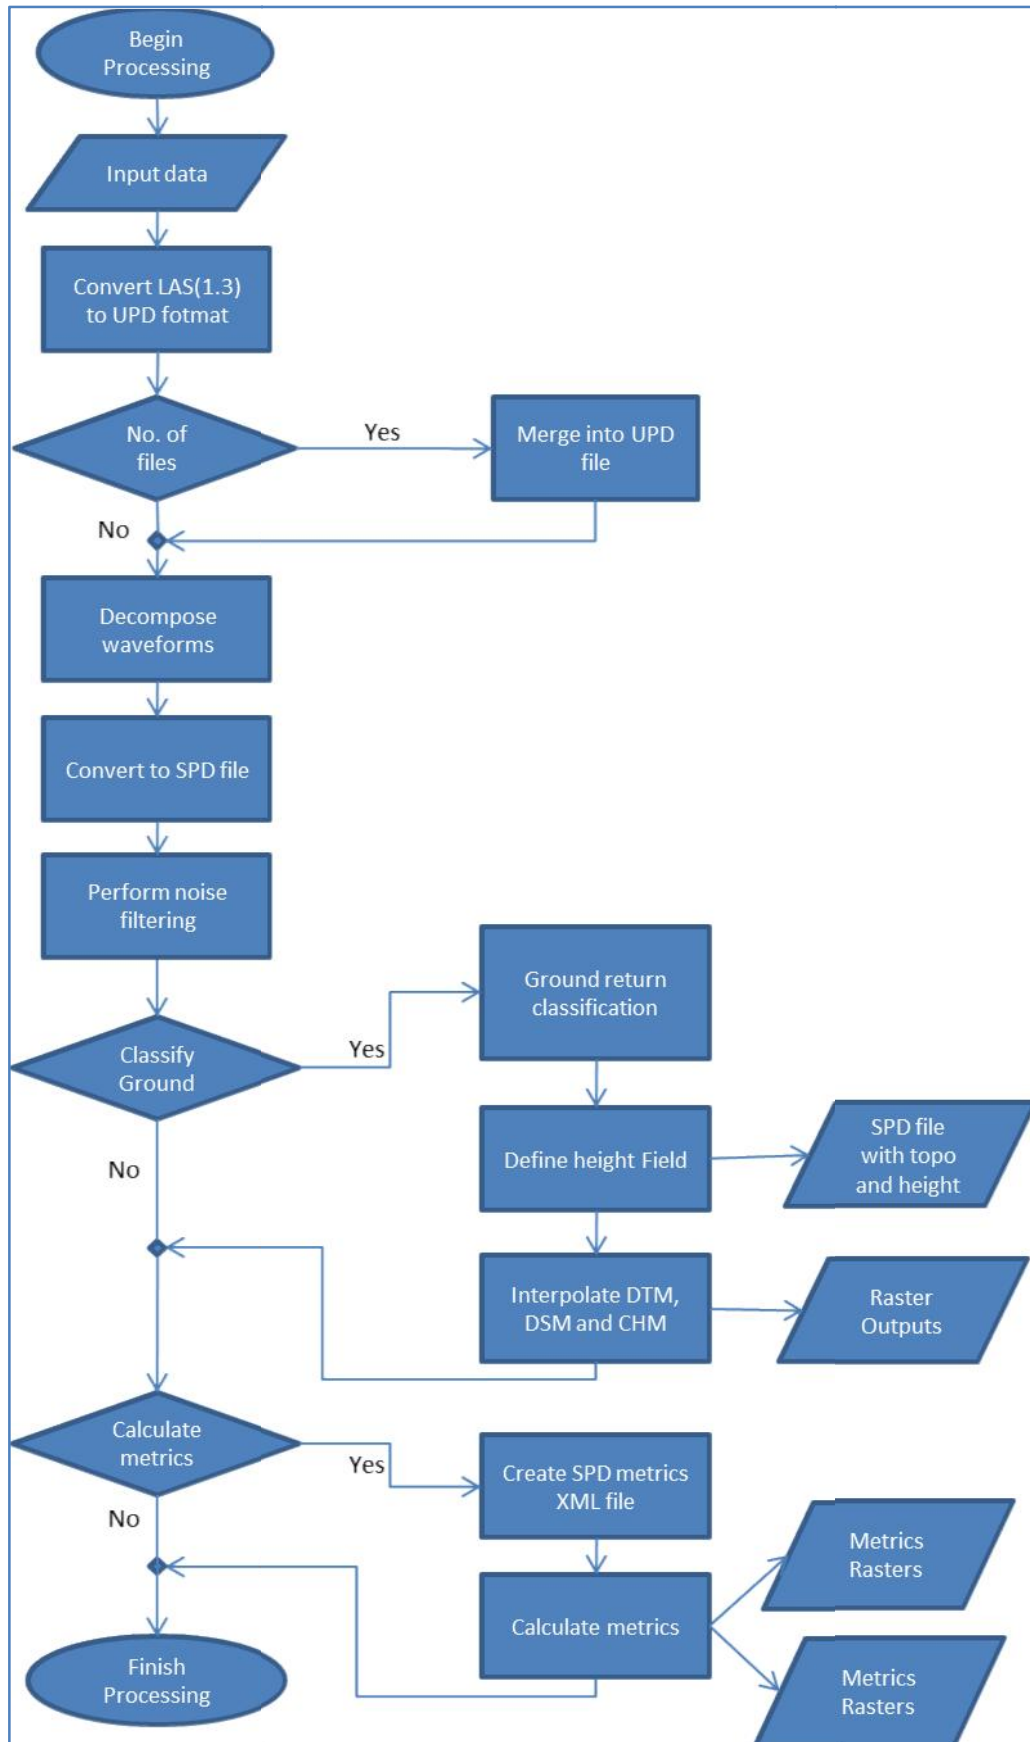 Begin
Processing
Input data
Convert LAS(1.3)
to UPD fotmat
No. of
files
Yes
Merge into UPD
file
No
Decompose
waveforms
Convert to SPD file
Perform noise
filtering
Classify
Ground
Yes
Ground return
classification
Define height Field
SPD file
with topo
and height
No
Interpolate DTM,
DSM and CHM
Raster
Outputs
Calculate
metrics
Yes
Create SPD metrics
XML file
No
Calculate metrics
Metrics
Rasters
Metrics
Rasters
Finish
Processing